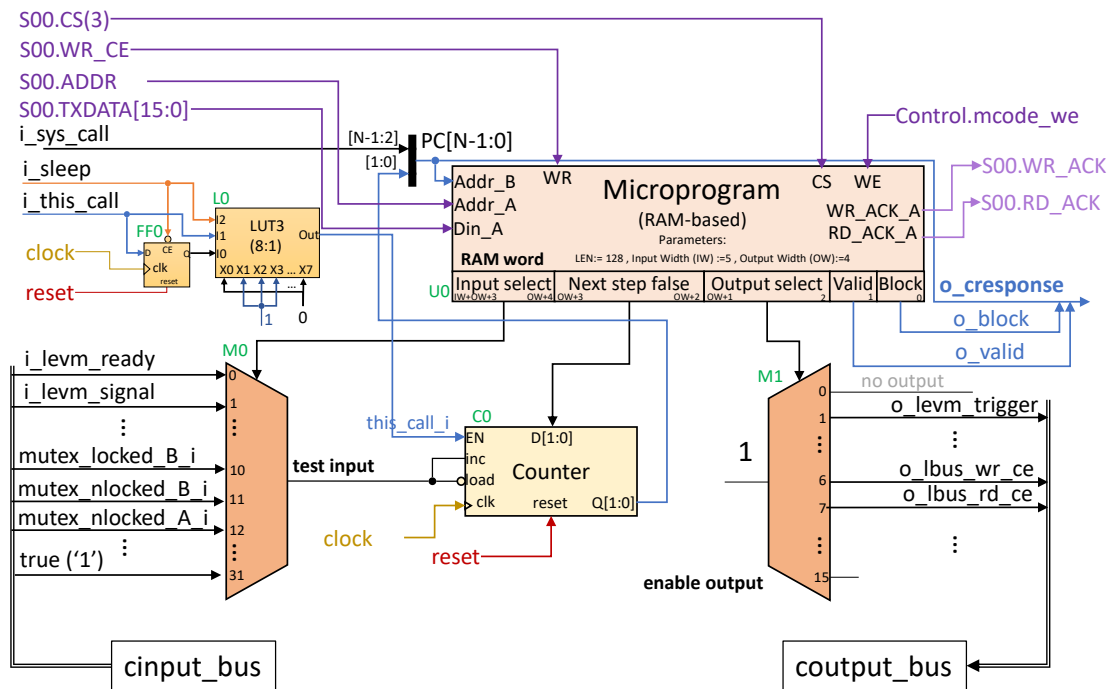 S00.CS(3)
S00.WR_CE
S00.ADDR
S00.TXDATA[15:0]
i_sys_call
[N-1:2]
PC[N-1:0]
[1:0]
Control.mcode_we
i_sleep
i_this_call
L0
I2
I1
I0
LUT3
(8:1)
Out
X0 X1 X2 X3 ... X7
...
1
0
FF0
D
CE
Q
clk
reset
clock
reset
Addr_B
Addr_A
Din_A
WR
Microprogram
(RAM-based)
Parameters:
LEN:= 128 , Input Width (IW) :=5 , Output Width (OW):=4
CS
WE
WR_ACK_A
RD_ACK_A
S00.WR_ACK
S00.RD_ACK
RAM word
U0
Input select
IW+OW+3
OW+4
Next step false
OW+3
OW+2
Output select
OW+1
2
Valid
1
Block
0
o_cresponse
o_block
o_valid
M0
i_levm_ready
0
i_levm_signal
1
mutex_locked_B_i
10
mutex_nlocked_B_i
11
mutex_nlocked_A_i
12
true (‘1’)
31
test input
this_call_i
C0
EN
D[1:0]
inc
load
Counter
clk
reset
Q[1:0]
clock
reset
M1
1
0
no output
1
o_levm_trigger
6
o_lbus_wr_ce
7
o_lbus_rd_ce
15
enable output
cinput_bus
coutput_bus